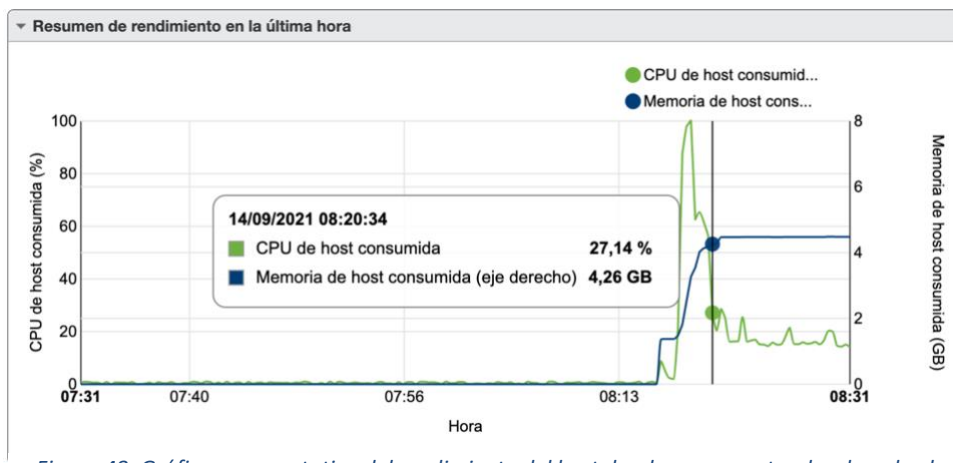 Resumen de rendimiento en la última hora
CPU de host consumid...
Memoria de host cons...
100
80
60
40
20
0
CPU de host consumida (%)
8
6
4
2
0
Memoria de host consumida (GB)
14/09/2021 08:20:34
CPU de host consumida 27,14 %
Memoria de host consumida (eje derecho) 4,26 GB
07:31 07:40 07:56 08:13 08:31
Hora